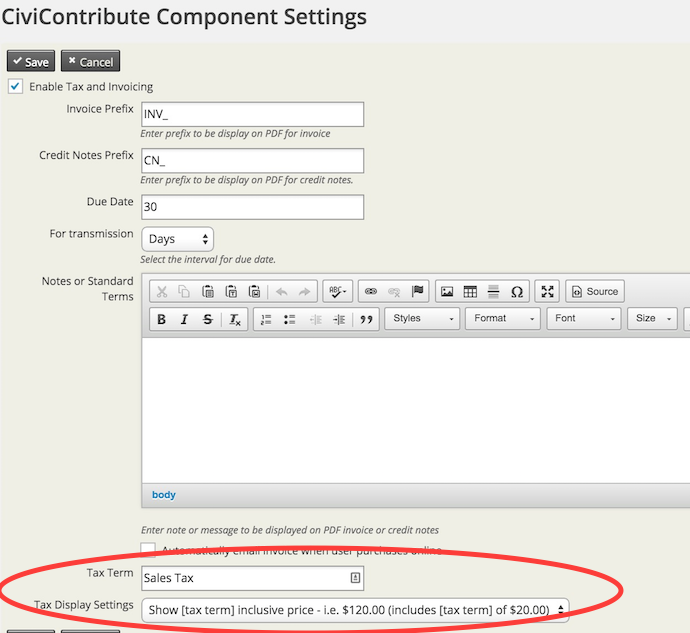 CiviContribute Component Settings
Save Cancel
Enable Tax and Invoicing
Invoice Prefix INV_
Enter prefix to be display on PDF for invoice
Credit Notes Prefix CN_
Enter prefix to be display on PDF for credit notes.
Due Date 30
For transmission Days
Select the interval for due date.
Notes or Standard
Terms
ABC Ω Source
B I S Tx Styles Format Font Size
body
Enter note or message to be displayed on PDF invoice or credit notes
Automatically email invoice when user purchases online
Tax Term Sales Tax
Tax Display Settings Show [tax term] inclusive price - i.e. $120.00 (includes [tax term] of $20.00)